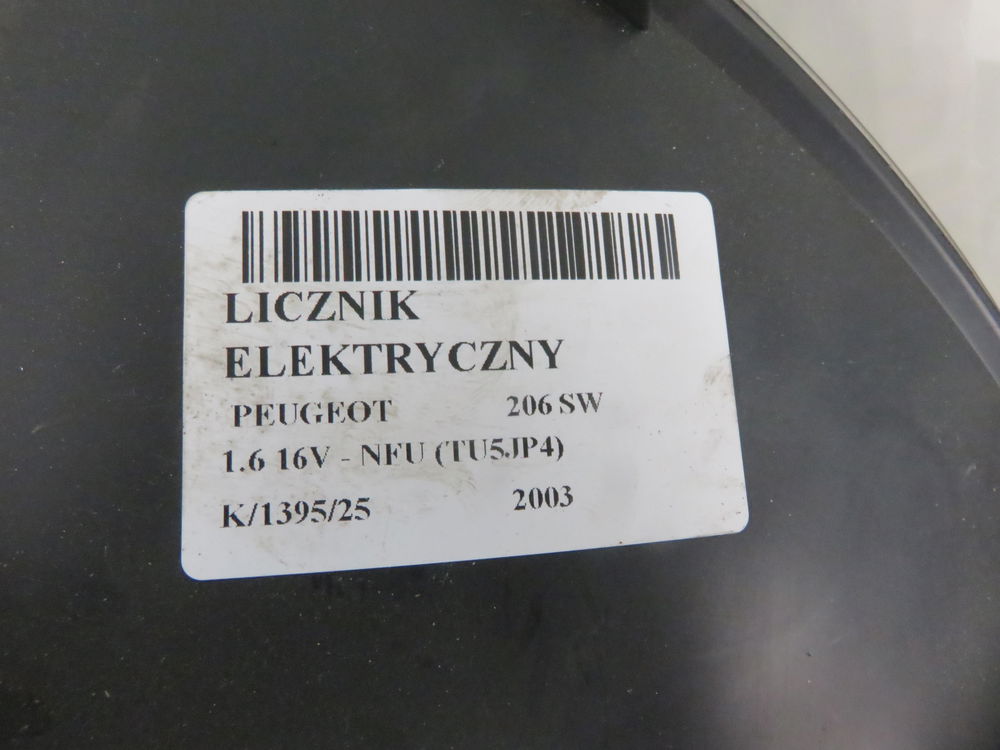 LICZNIK
ELEKTRYCZNY
PEUGEOT 206 SW
1.6 16V - NFU (TU5JP4)
K/1395/25 2003